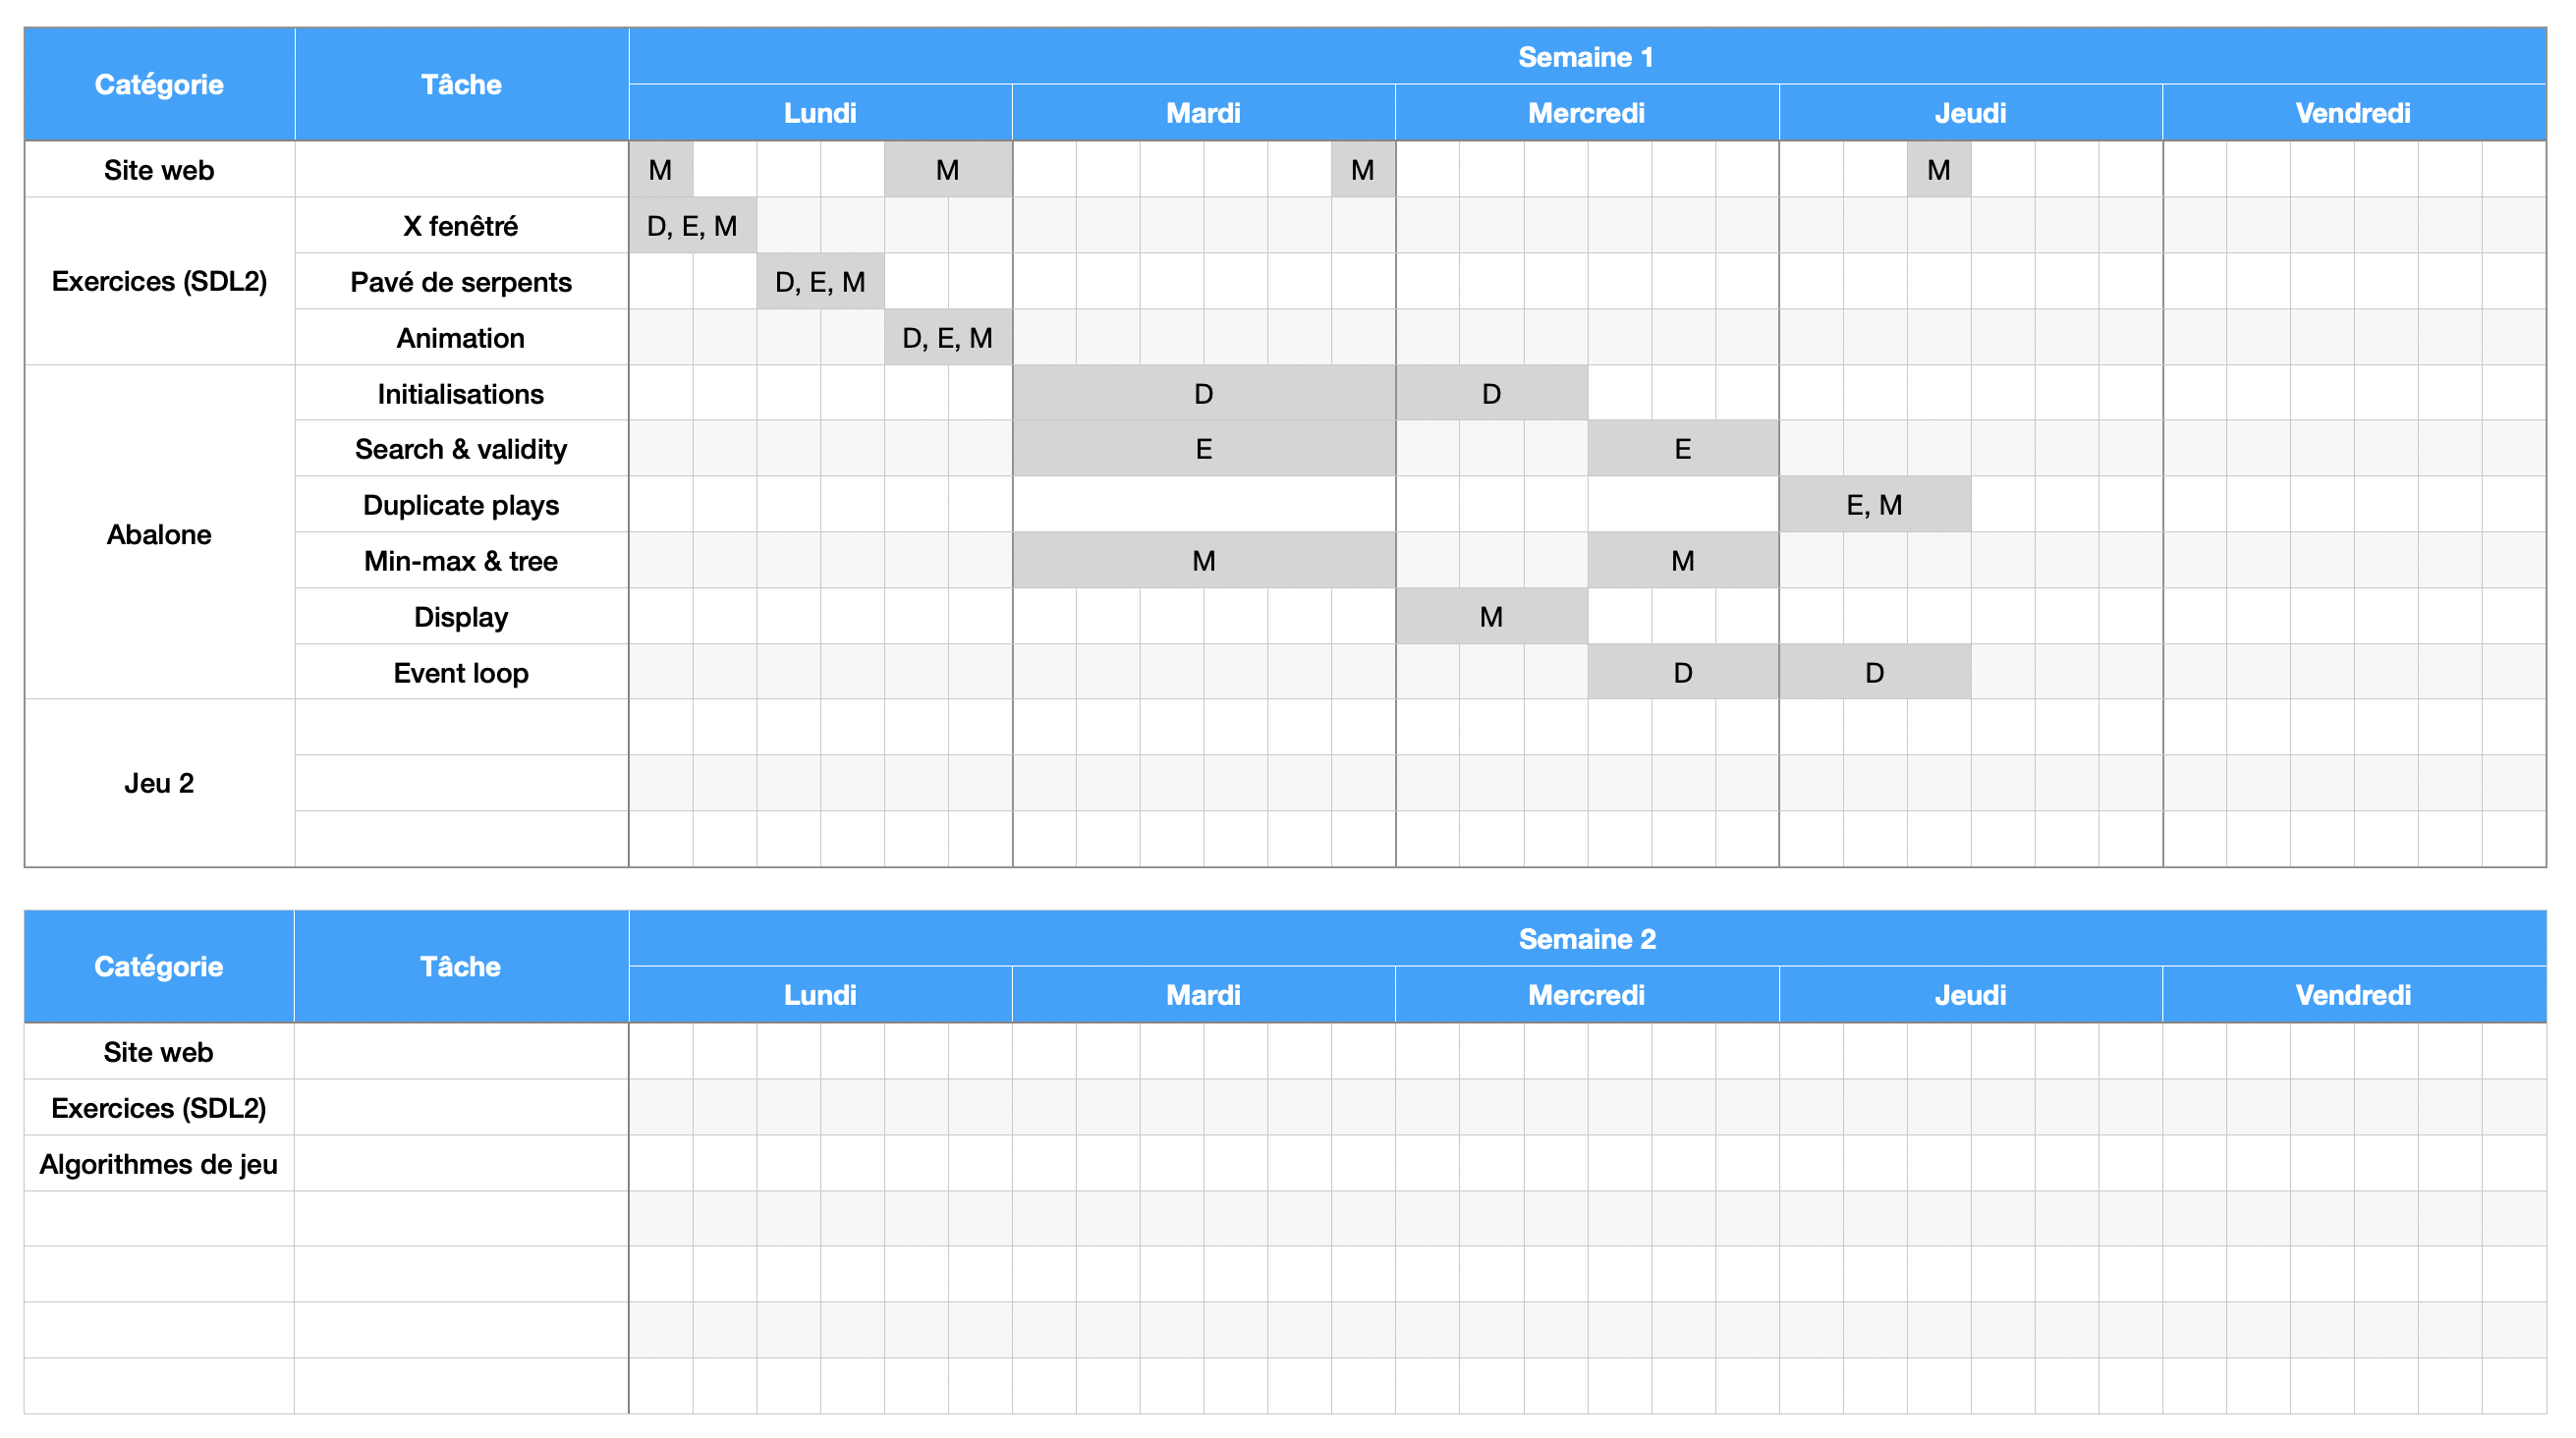 Catégorie Tâche Semaine 1
Lundi Mardi Mercredi Jeudi Vendredi
Site web M M M M
Exercices (SDL2)
X fenêtré D, E, M
Pavé de serpents D, E, M
Animation D, E, M
Abalone
Initialisations D D
Search & validity E E
Duplicate plays E, M
Min-max & tree M M
Display M
Event loop D D
Jeu 2
Catégorie Tâche Semaine 2
Lundi Mardi Mercredi Jeudi Vendredi
Site web
Exercices (SDL2)
Algorithmes de jeu